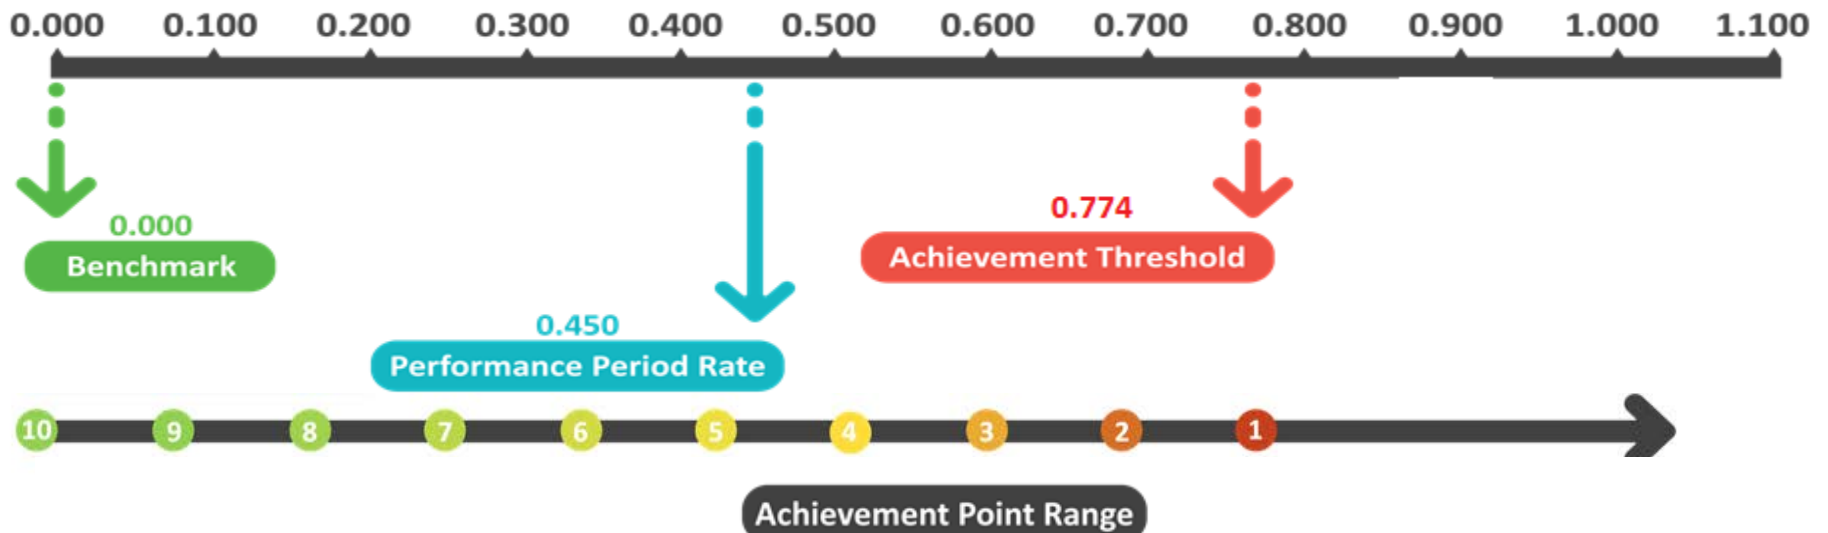 0.000 0.100 0.200 0.300 0.400 0.500 0.600 0.700 0.800 0.900 1.000 1.100
0.774
0.000
Achievement Threshold
Benchmark
0.450
Performance Period Rate
10 9 8 7 6 5 4 3 2 1
Achievement Point Range